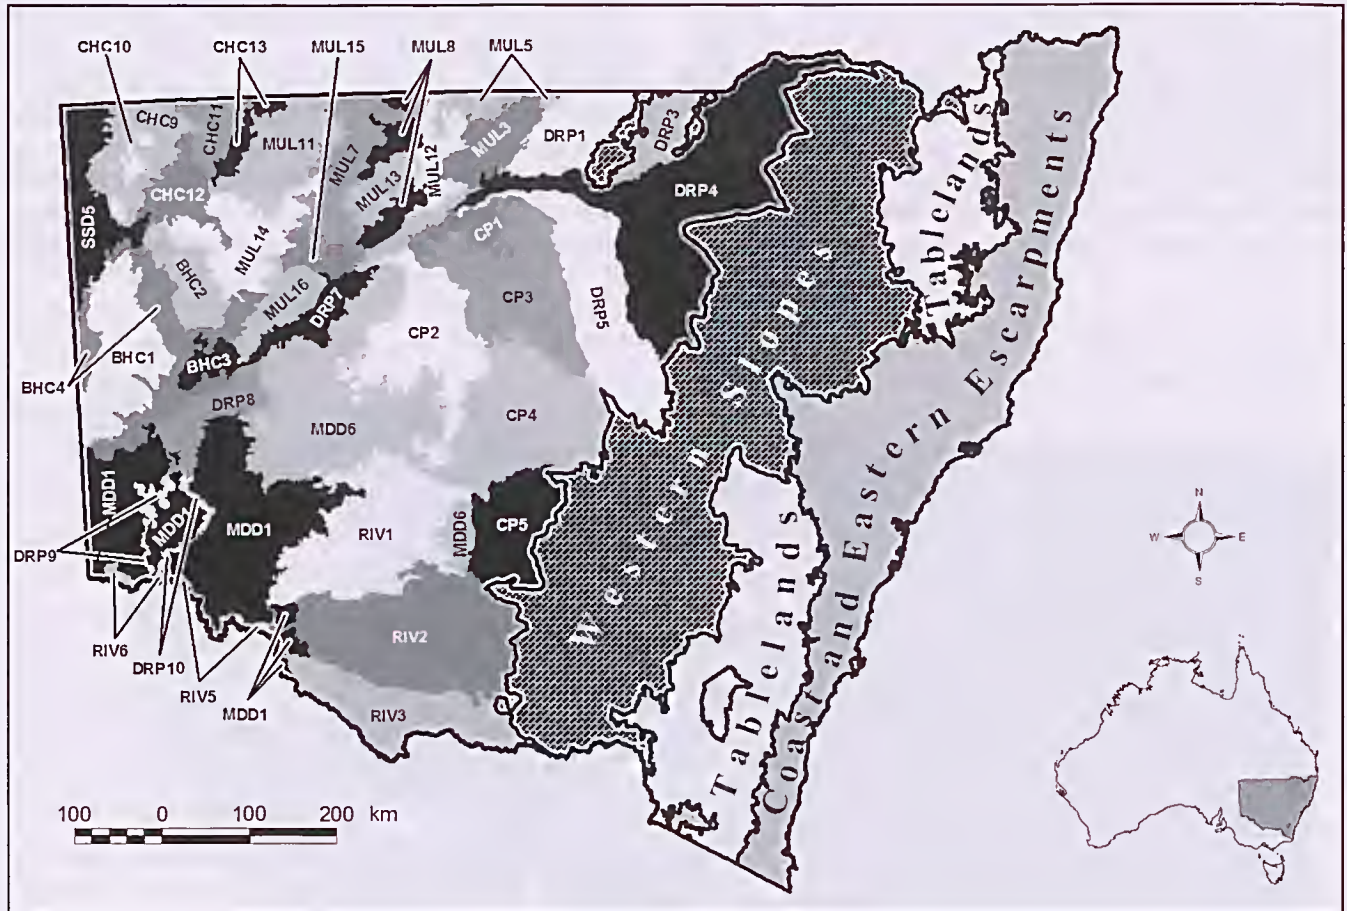 CHC10
CHC13
MUL15
MUL8
MUL5
CHC9
CHC11
MUL11
MUL7
MUL12
MUL3
DRP1
DRP3
MUL13
CHC12
DRP4
SSD5
MUL14
CP1
BHC2
MUL16
DRP7
CP3
DRP5
CP2
BHC1
BHC3
BHC4
DRP8
MDD6
CP4
MDD1
MDD1
MDD1
RIV1
MDD6
CP5
DRP9
RIV2
RIV6
DRP10
RIV5
MDD1
RIV3
Western Slopes
Tablelands
Tablelands
Coast and Eastern Escarpments
N
W
E
S
100 0 100 200 km